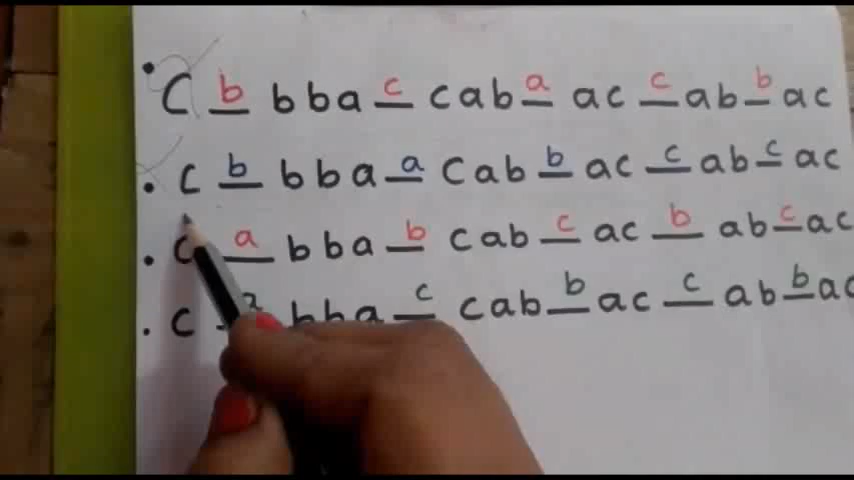 . C b bba c cab a ac c ab b ac
. c b bba a cab b ac c ab c ac
. c a bba b cab c ac b ab c ac
. c a bba c cab b ac c ab b ac